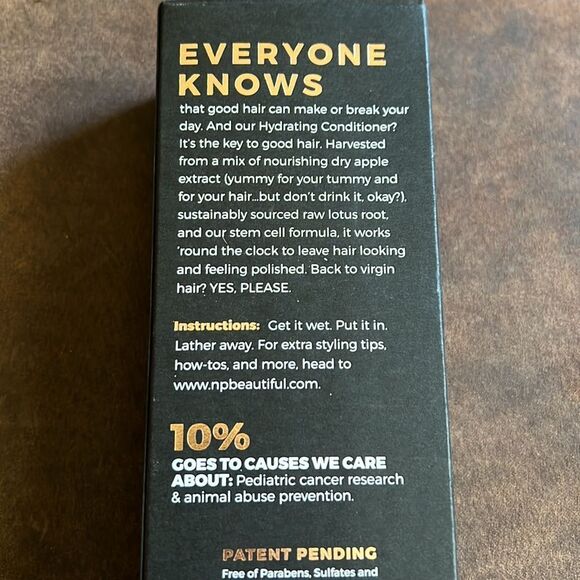 EVERYONE
KNOWS
that good hair can make or break your
day. And our Hydrating Conditioner?
It's the key to good hair. Harvested
from a mix of nourishing dry apple
extract (yummy for your tummy and
for your hair...but don't drink it, okay?),
sustainably sourced raw lotus root,
and our stem cell formula, it works
'round the clock to leave hair looking
and feeling polished. Back to virgin
hair? YES, PLEASE.
Instructions: Get it wet. Put it in.
Lather away. For extra styling tips,
how-tos, and more, head to
www.npbeautiful.com.
10%
GOES TO CAUSES WE CARE
ABOUT: Pediatric cancer research
& animal abuse prevention.
PATENT PENDING
Free of Parabens, Sulfates and